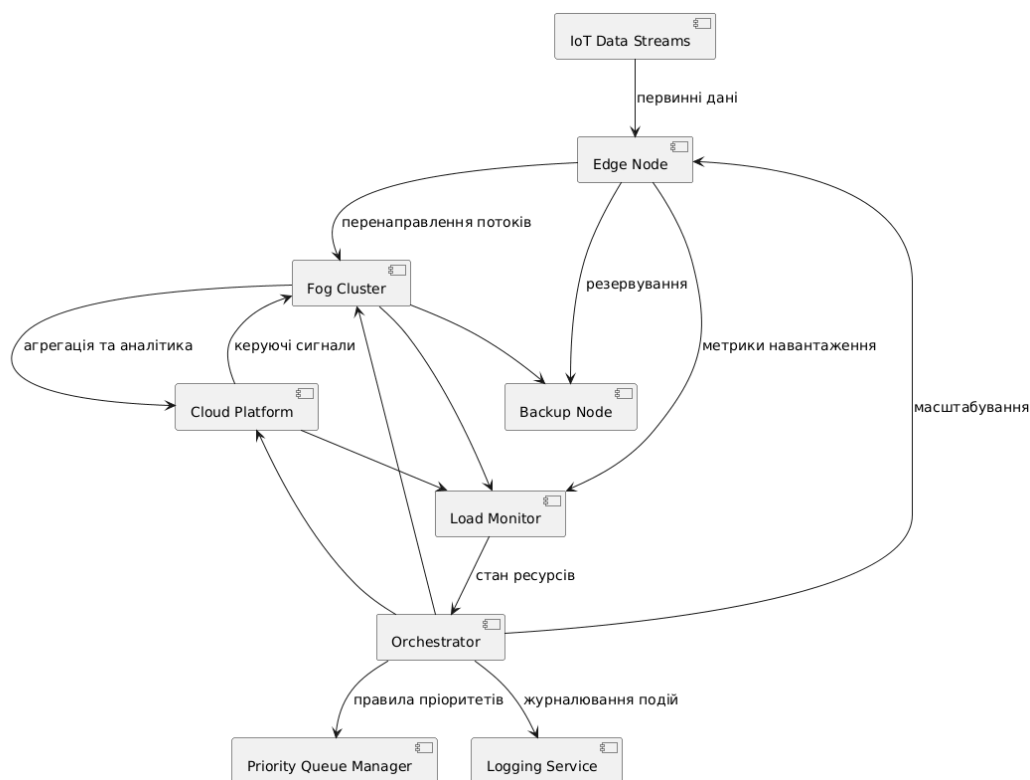 IoT Data Streams
первинні дані
Edge Node
перенаправлення потоків
Fog Cluster
резервування
агрегація та аналітика
керуючі сигнали
метрики навантаження
Cloud Platform
Backup Node
масштабування
Load Monitor
стан ресурсів
Orchestrator
правила пріоритетів
журналювання подій
Priority Queue Manager
Logging Service